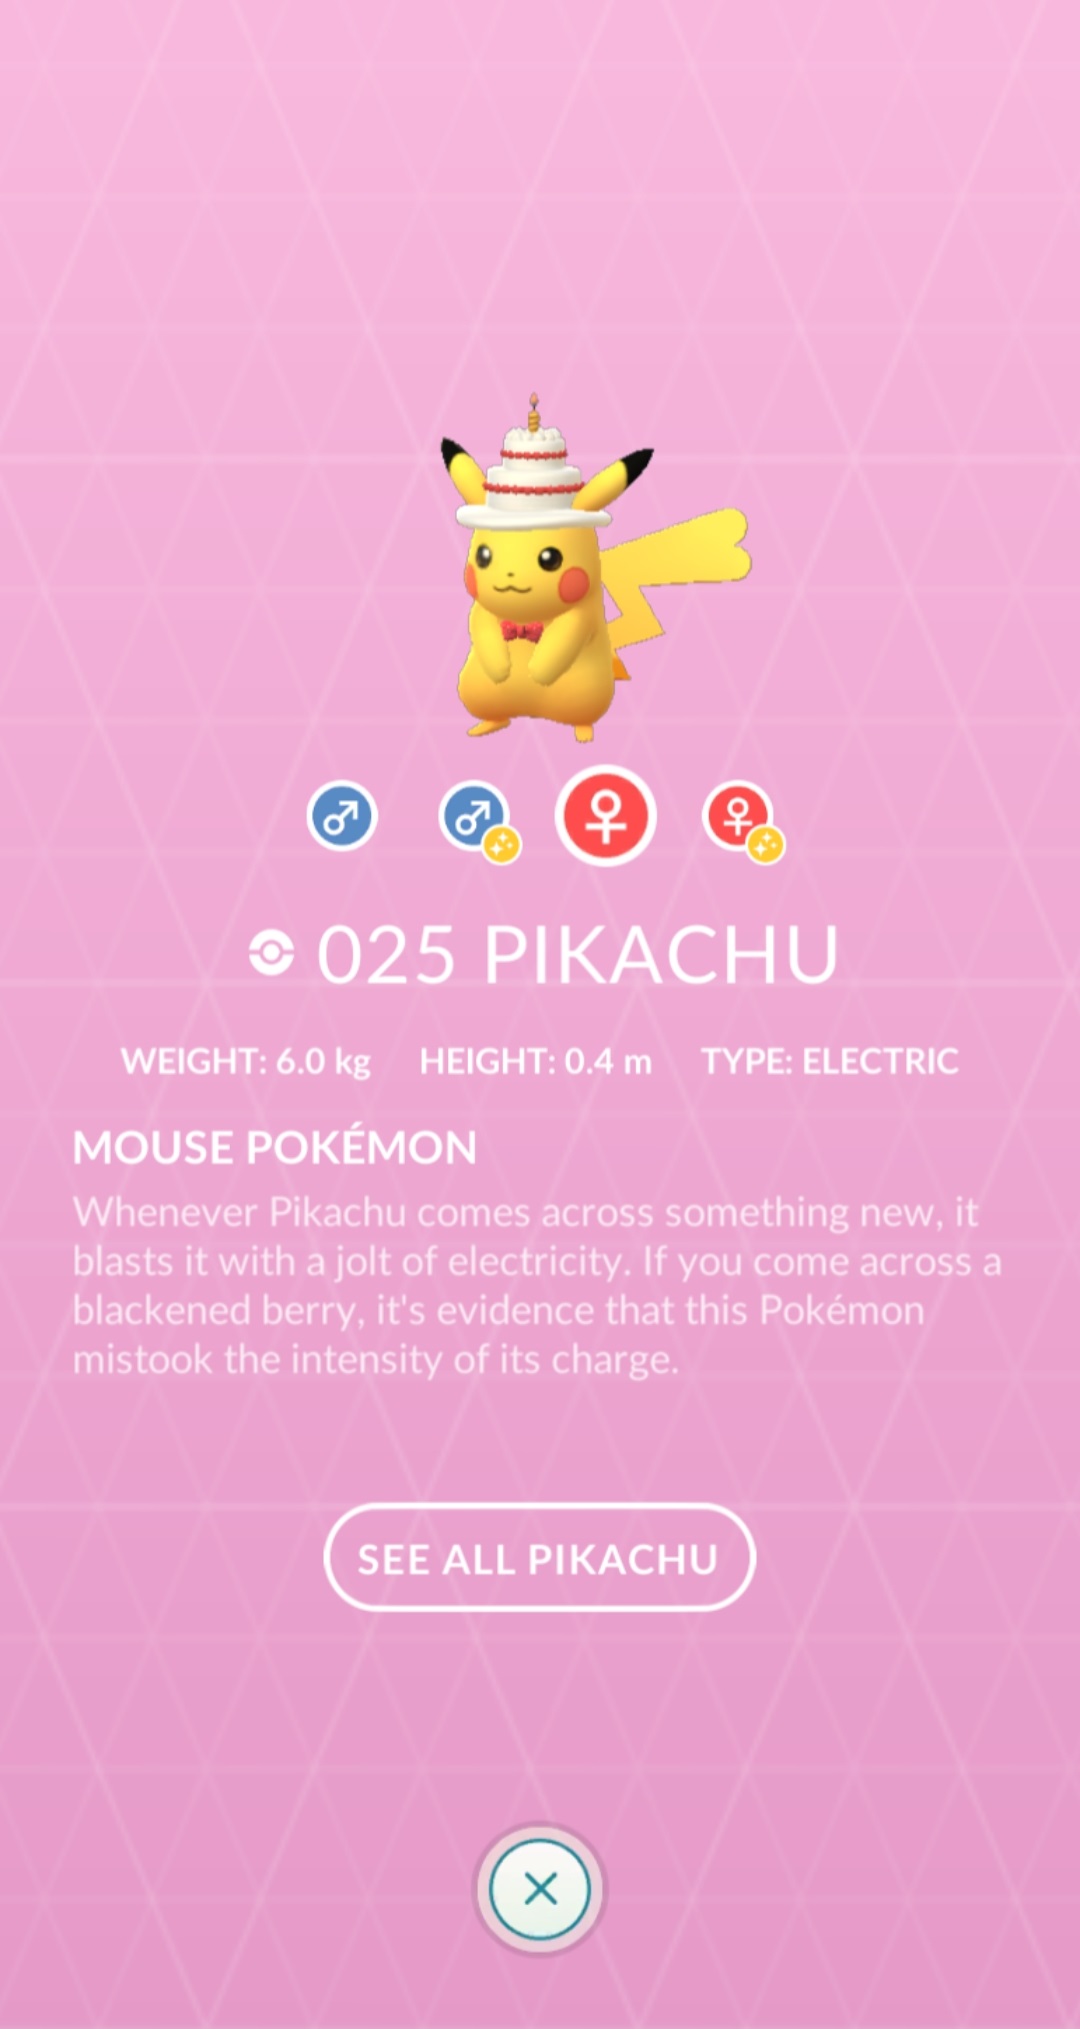 025 PIKACHU
WEIGHT: 6.0 kg HEIGHT: 0.4 m TYPE: ELECTRIC
MOUSE POKÉMON
Whenever Pikachu comes across something new, it
blasts it with a jolt of electricity. If you come across a
blackened berry, it's evidence that this Pokémon
mistook the intensity of its charge.
SEE ALL PIKACHU